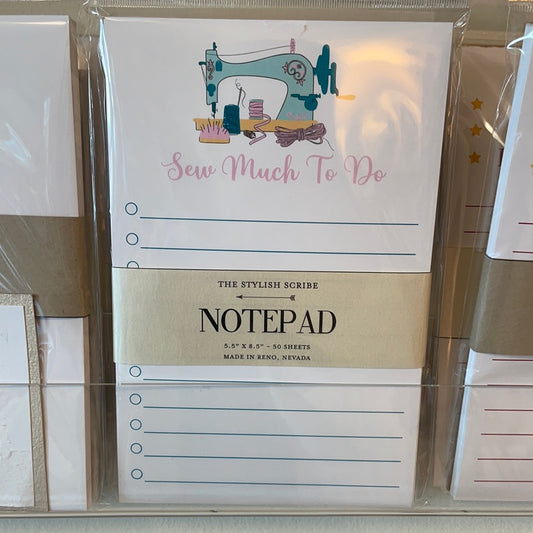 Sew Much To Do
THE STYLISH SCRIBE
NOTEPAD
5.5" X 8.5" - 50 SHEETS
MADE IN RENO, NEVADA